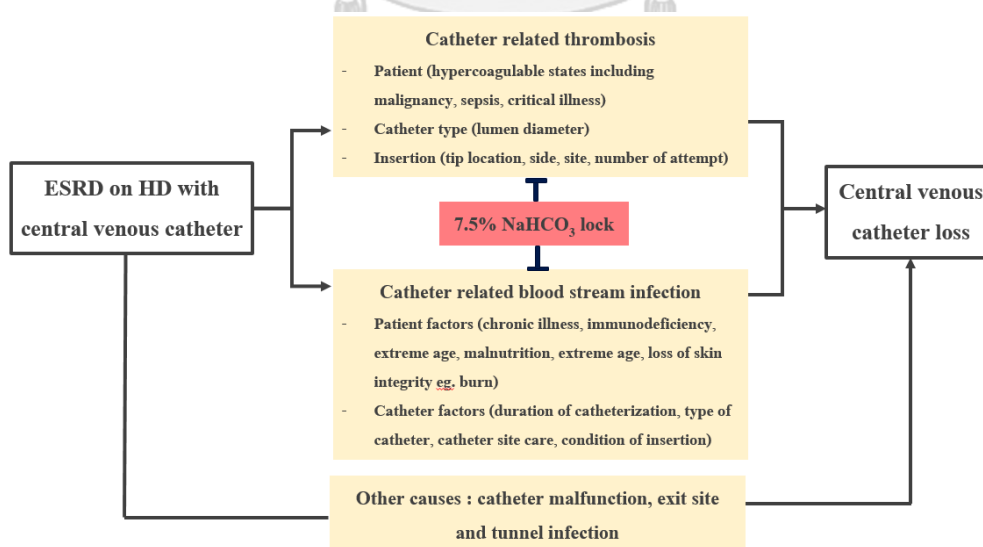 Catheter related thrombosis
- Patient (hypercoagulable states including
malignancy, sepsis, critical illness)
- Catheter type (lumen diameter)
- Insertion (tip location, side, site, number of attempt)
ESRD on HD with
central venous catheter
7.5% NaHCO₃ lock
Central venous
catheter loss
Catheter related blood stream infection
- Patient factors (chronic illness, immunodeficiency,
extreme age, malnutrition, extreme age, loss of skin
integrity eg. burn)
- Catheter factors (duration of catheterization, type of
catheter, catheter site care, condition of insertion)
Other causes : catheter malfunction, exit site
and tunnel infection